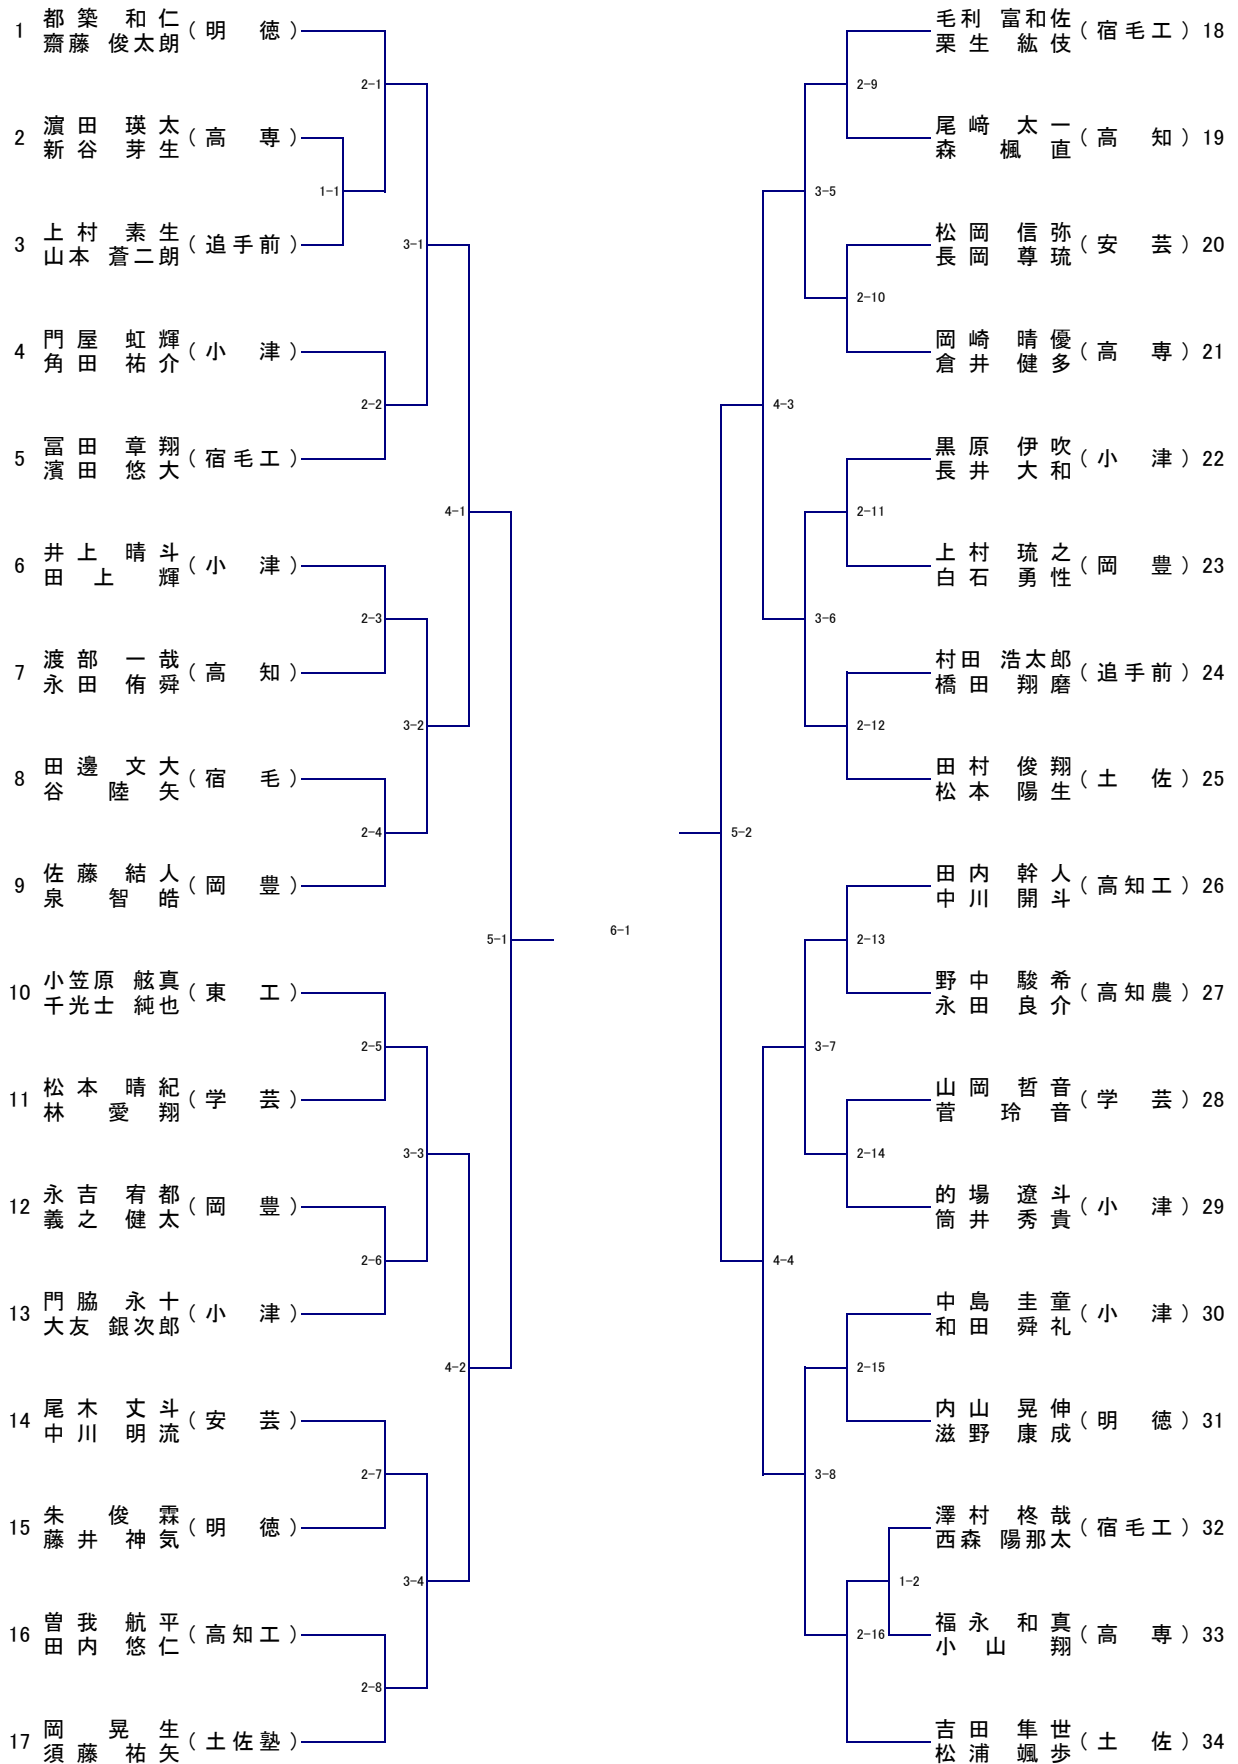 1 都築 和仁 (明 徳)
齋藤 俊太朗
2-1
2 濵田 瑛太 (高 専)
新谷 芽生
1-1
3 上村 素生 (追手前)
山本 蒼二朗
3-1
4 門屋 虹輝 (小 津)
角田 祐介
2-2
5 冨田 章翔 (宿毛工)
濱田 悠大
4-1
6 井上 晴斗 (小 津)
田上 輝
2-3
7 渡部 一哉 (高 知)
永田 侑舜
3-2
8 田邊 文大 (宿 毛)
谷 陸矢
2-4
9 佐藤 結人 (岡 豊)
泉 智皓
5-1
10 小笠原 舷真 (東 工)
千光士 純也
2-5
11 松本 晴紀 (学 芸)
林 愛翔
3-3
12 永吉 宥都 (岡 豊)
義之 健太
2-6
13 門脇 永十 (小 津)
大友 銀次郎
4-2
14 尾木 丈斗 (安 芸)
中川 明流
2-7
15 朱 俊霖 (明 徳)
藤井 神気
3-4
16 曽我 航平 (高知工)
田内 悠仁
2-8
17 岡 晃生 (土佐塾)
須藤 祐矢
6-1
毛利 富和佐 (宿毛工) 18
栗生 紘伎
2-9
尾﨑 太一 (高 知) 19
森 楓直
3-5
松岡 信弥 (安 芸) 20
長岡 尊琉
2-10
岡崎 晴優 (高 専) 21
倉井 健多
4-3
黒原 伊吹 (小 津) 22
長井 大和
2-11
上村 琉之 (岡 豊) 23
白石 勇性
3-6
村田 浩太郎 (追手前) 24
橋田 翔磨
2-12
田村 俊翔 (土 佐) 25
松本 陽生
5-2
田内 幹人 (高知工) 26
中川 開斗
2-13
野中 駿希 (高知農) 27
永田 良介
3-7
山岡 哲音 (学 芸) 28
菅 玲音
2-14
的場 遼斗 (小 津) 29
筒井 秀貴
4-4
中島 圭童 (小 津) 30
和田 舜礼
2-15
内山 晃伸 (明 徳) 31
滋野 康成
3-8
澤村 柊哉 (宿毛工) 32
西森 陽那太
1-2
2-16
福永 和真 (高 専) 33
小山 翔
吉田 隼世 (土 佐) 34
松浦 颯歩